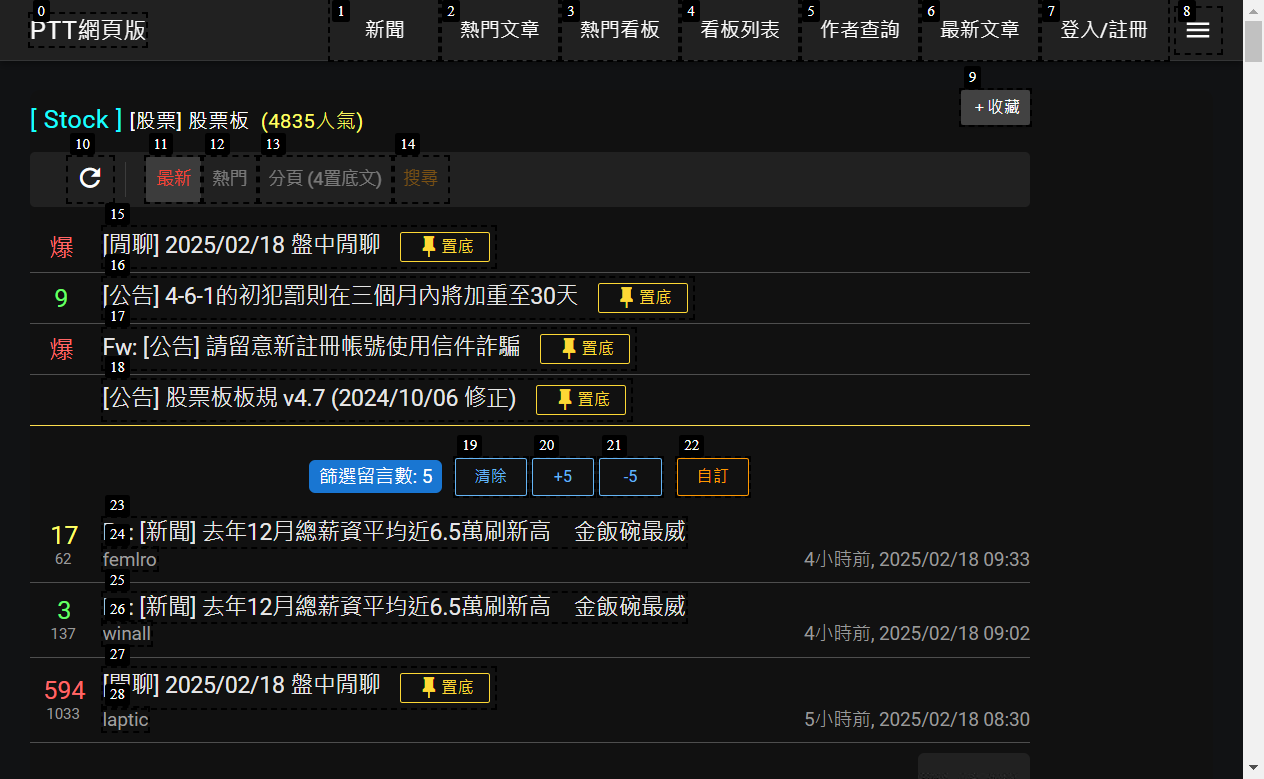 PTT網頁版
新聞
熱門文章
熱門看板
看板列表
作者查詢
最新文章
登入/註冊
0 1 2 3 4 5 6 7 8
9
+ 收藏
[ Stock ] [股票] 股票板 (4835人氣)
10 11 12 13 14
最新 熱門 分頁 (4置底文) 搜尋
15
爆 [閒聊] 2025/02/18 盤中閒聊 置底
16
9 [公告] 4-6-1的初犯罰則在三個月內將加重至30天 置底
17
爆 Fw: [公告] 請留意新註冊帳號使用信件詐騙 置底
18
[公告] 股票板板規 v4.7 (2024/10/06 修正) 置底
19 20 21 22
篩選留言數: 5 清除 +5 -5 自訂
23
17 : [新聞] 去年12月總薪資平均近6.5萬刷新高 金飯碗最威
24
62 femlro 4小時前, 2025/02/18 09:33
25
3 : [新聞] 去年12月總薪資平均近6.5萬刷新高 金飯碗最威
26
137 winall 4小時前, 2025/02/18 09:02
27
594 [閒聊] 2025/02/18 盤中閒聊 置底
28
1033 laptic 5小時前, 2025/02/18 08:30